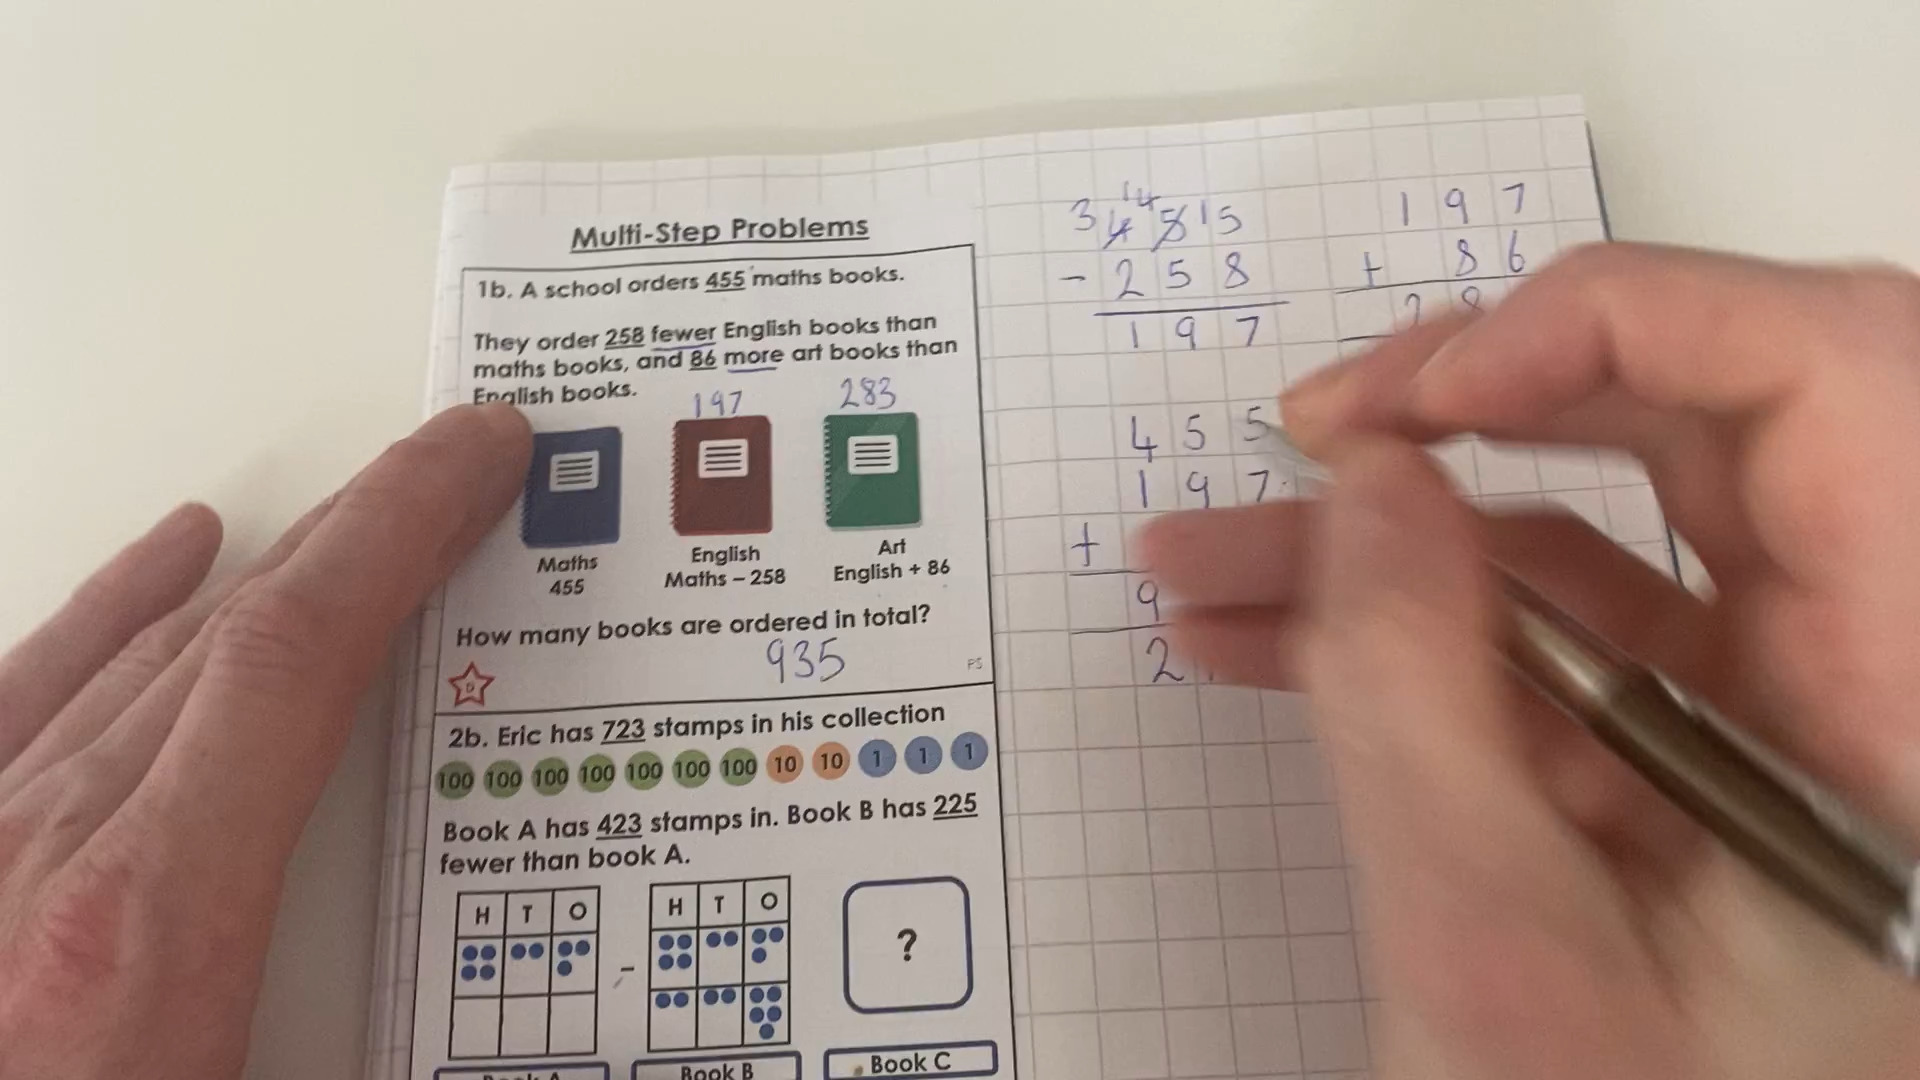 Multi-Step Problems
1b. A school orders 455 maths books.
They order 258 fewer English books than
maths books, and 86 more art books than
English books.
197
283
Maths
455
English
Maths – 258
Art
English + 86
How many books are ordered in total?
935
D
PS
2b. Eric has 723 stamps in his collection
100 100 100 100 100 100 100 10 10 1 1 1
Book A has 423 stamps in. Book B has 225
fewer than book A.
H T O
-
H T O
?
Book B
Book C
3 14
4 5 15
- 2 5 8
1 9 7
1 9 7
+ 8 6
2 8
4 5 5
1 9 7
+
9
2